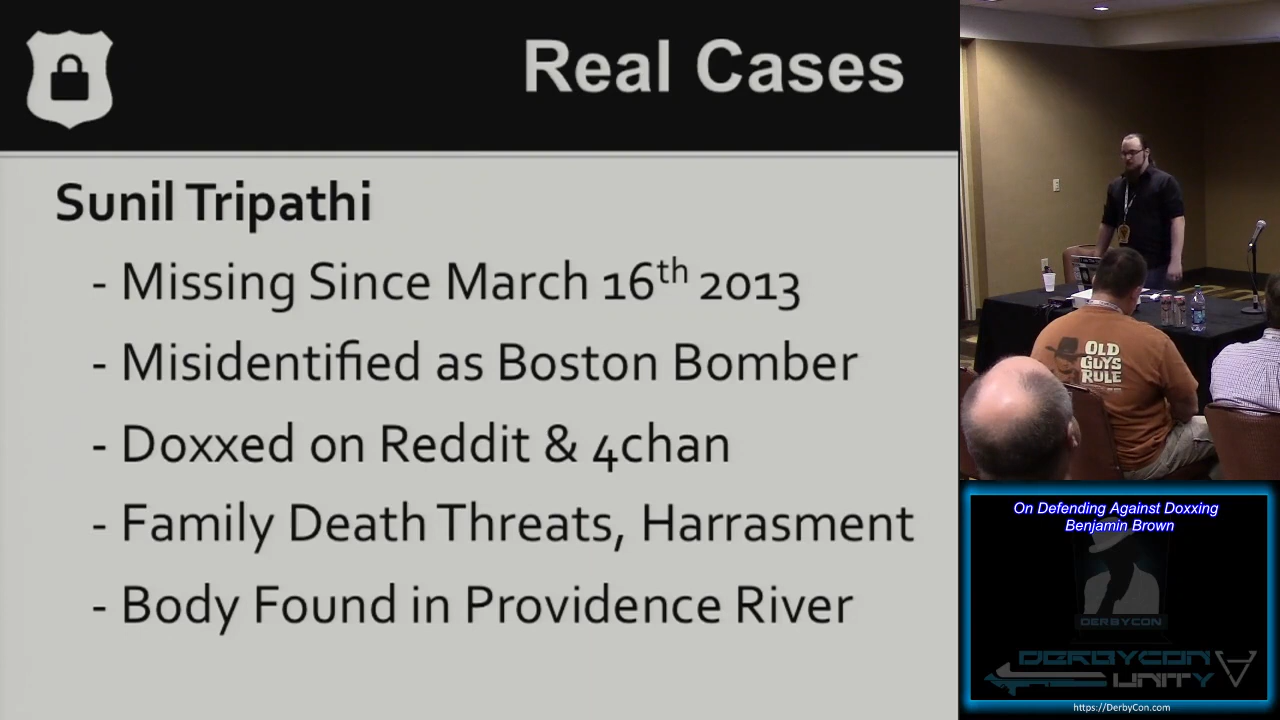 Real Cases
Sunil Tripathi
- Missing Since March 16th 2013
- Misidentified as Boston Bomber
- Doxxed on Reddit & 4chan
- Family Death Threats, Harrasment
- Body Found in Providence River
OLD
GUYS
RULE
On Defending Against Doxxing
Benjamin Brown
DERBYCON
DERBYCON
UNITY
https://DerbyCon.com